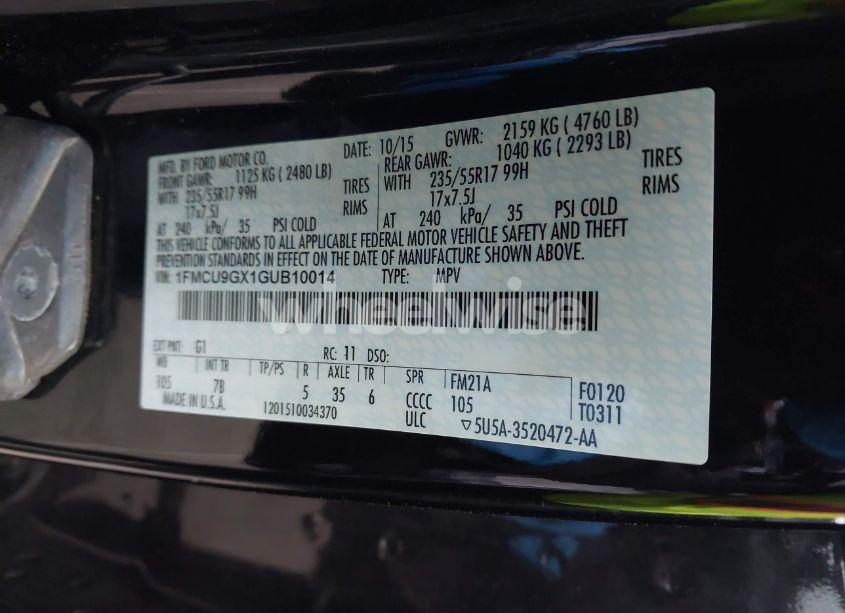 MFD. BY FORD MOTOR CO. DATE: 10/15 GVWR: 2159 KG ( 4760 LB)
FRONT GAWR: 1125 KG ( 2480 LB) REAR GAWR: 1040 KG ( 2293 LB)
WITH 235/55R17 99H TIRES WITH 235/55R17 99H TIRES
17x7.5J RIMS 17x7.5J RIMS
AT 240 kPa/ 35 PSI COLD AT 240 kPa/ 35 PSI COLD
THIS VEHICLE CONFORMS TO ALL APPLICABLE FEDERAL MOTOR VEHICLE SAFETY AND THEFT
PREVENTION STANDARDS IN EFFECT ON THE DATE OF MANUFACTURE SHOWN ABOVE.
VIN: 1FMCU9GX1GUB10014 TYPE: MPV
wheelwise
EXT PNT: G1 RC: 11 DSO:
WB INT TR TP/PS R AXLE TR SPR FM21A F0120
105 7B 5 35 6 CCCC 105 T0311
MADE IN U.S.A. 1201510034370 ULC ▽5U5A-3520472-AA